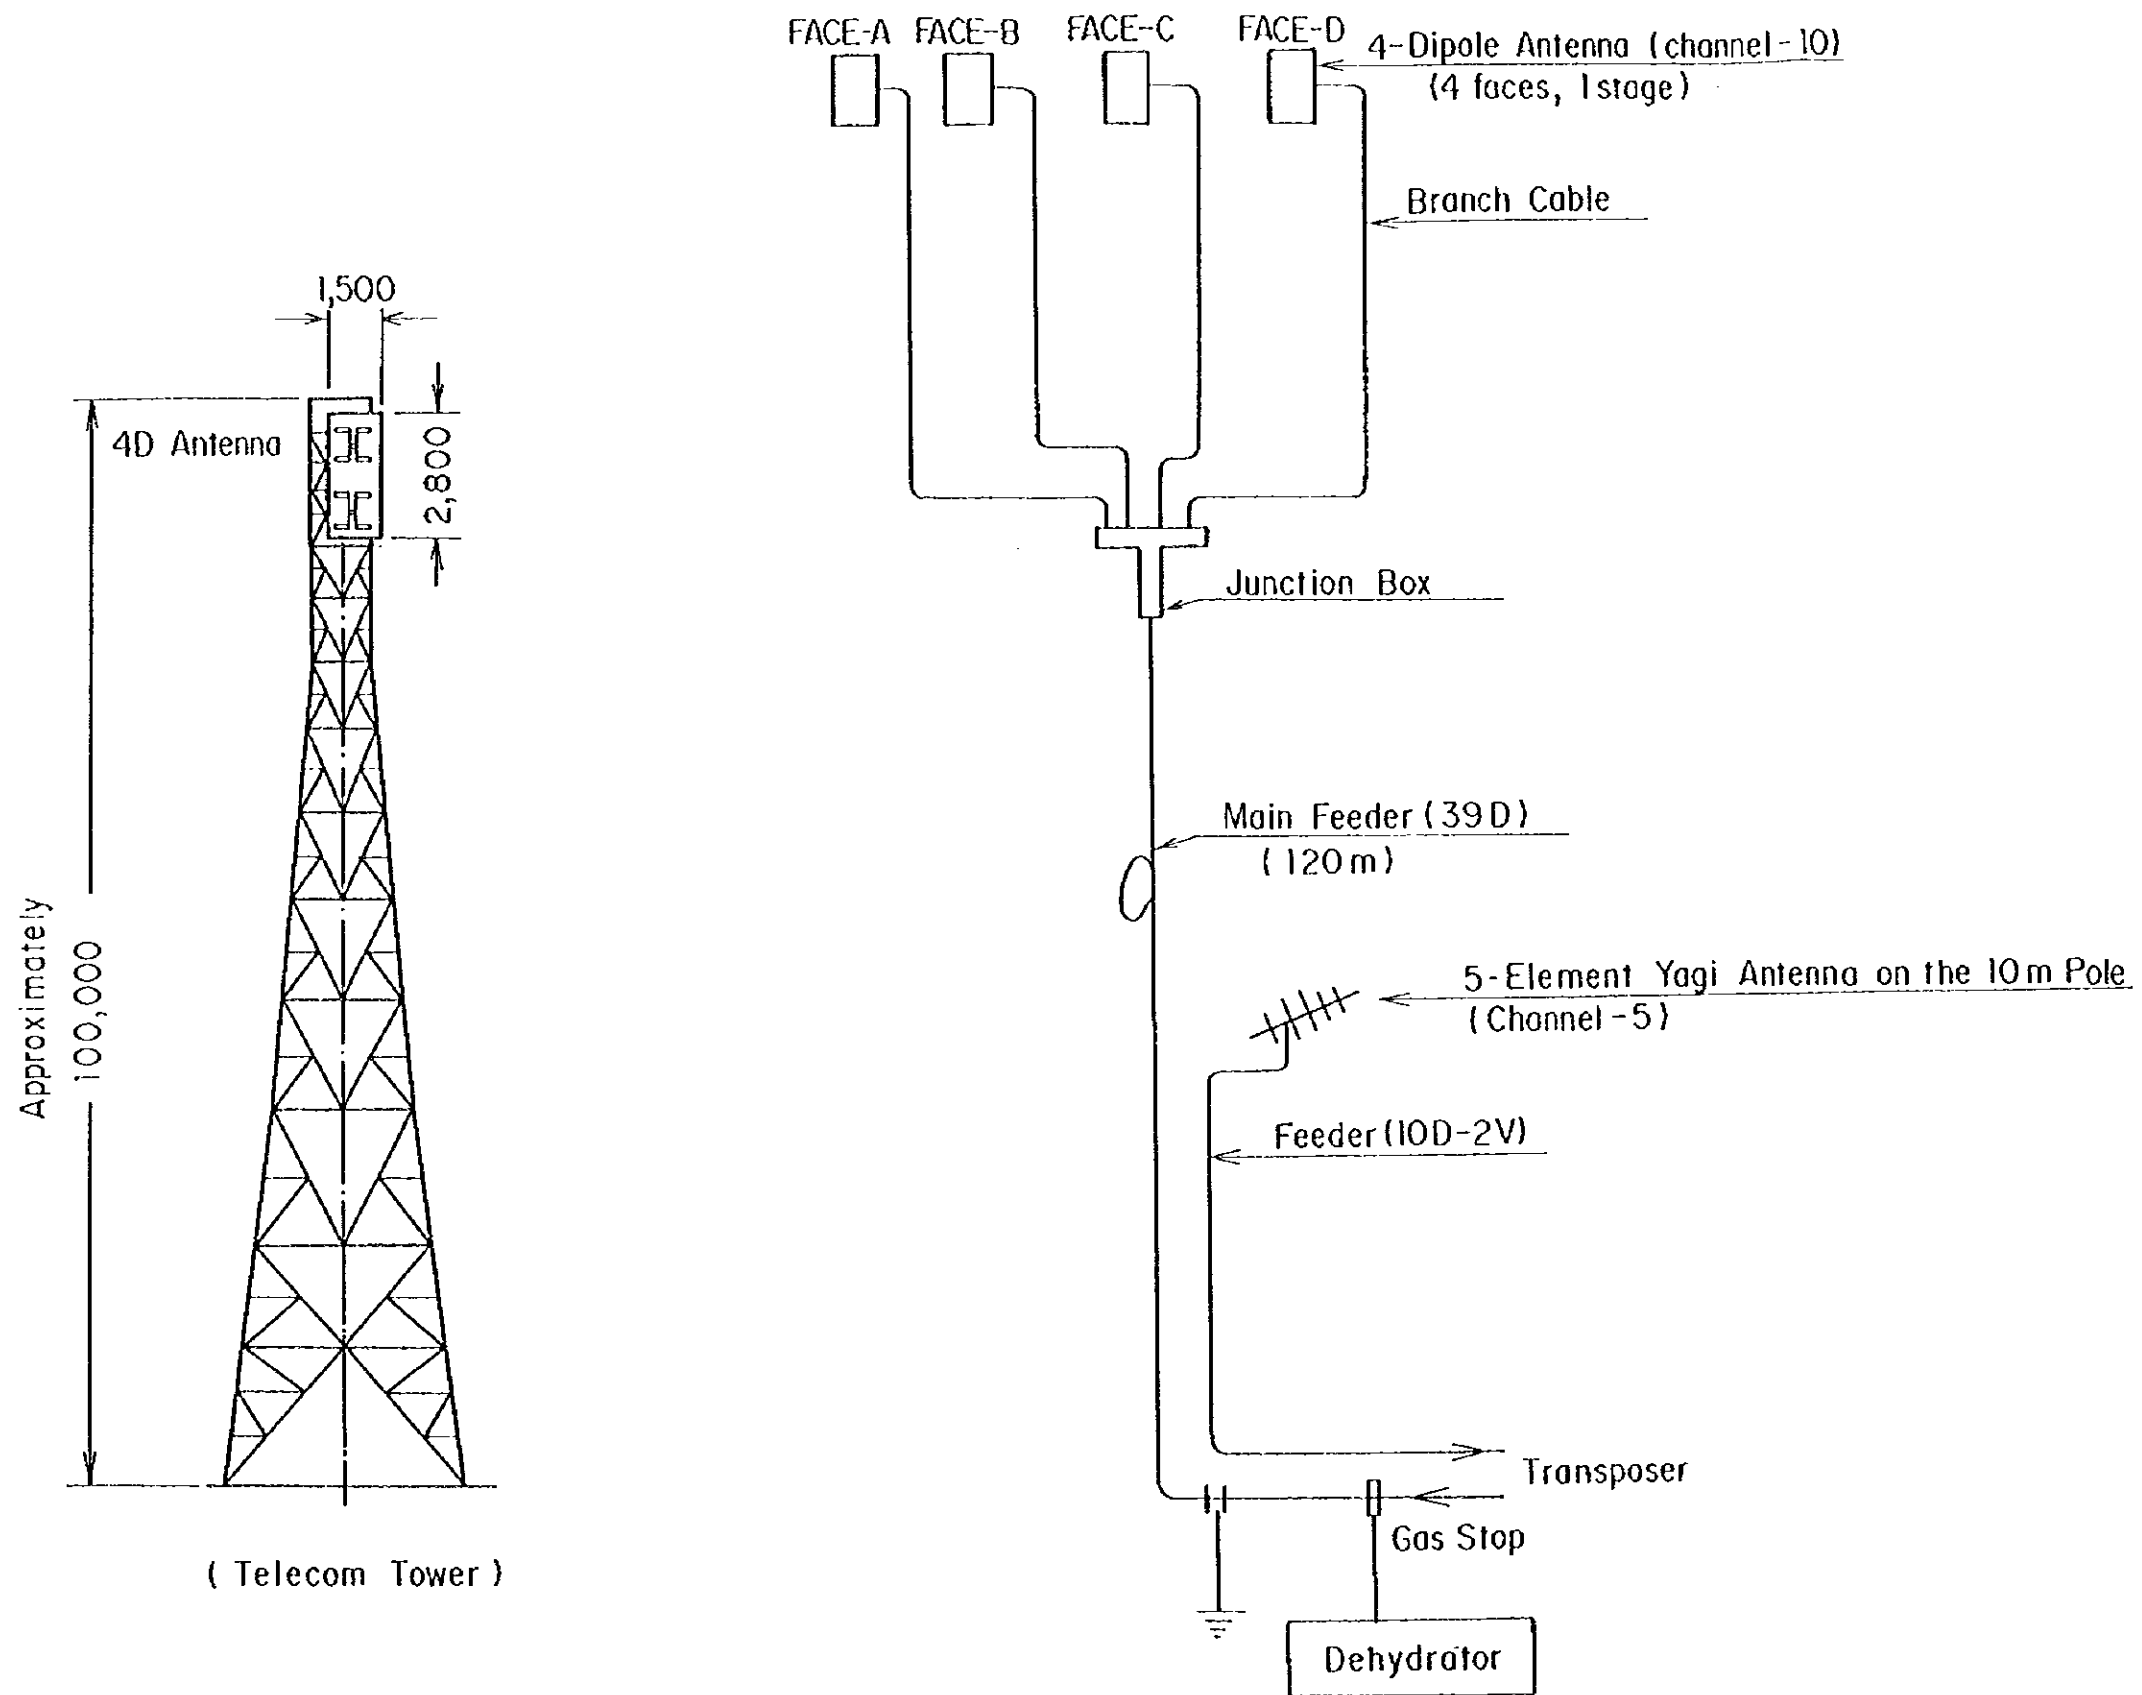 FACE-A FACE-B FACE-C FACE-D
4-Dipole Antenna (channel-10)
(4 faces, 1 stage)
Branch Cable
1,500
4D Antenna
2,800
Junction Box
Main Feeder (39D)
(120m)
Approximately
100,000
5-Element Yagi Antenna on the 10m Pole
(Channel-5)
Feeder (10D-2V)
Transposer
Gas Stop
(Telecom Tower)
Dehydrator